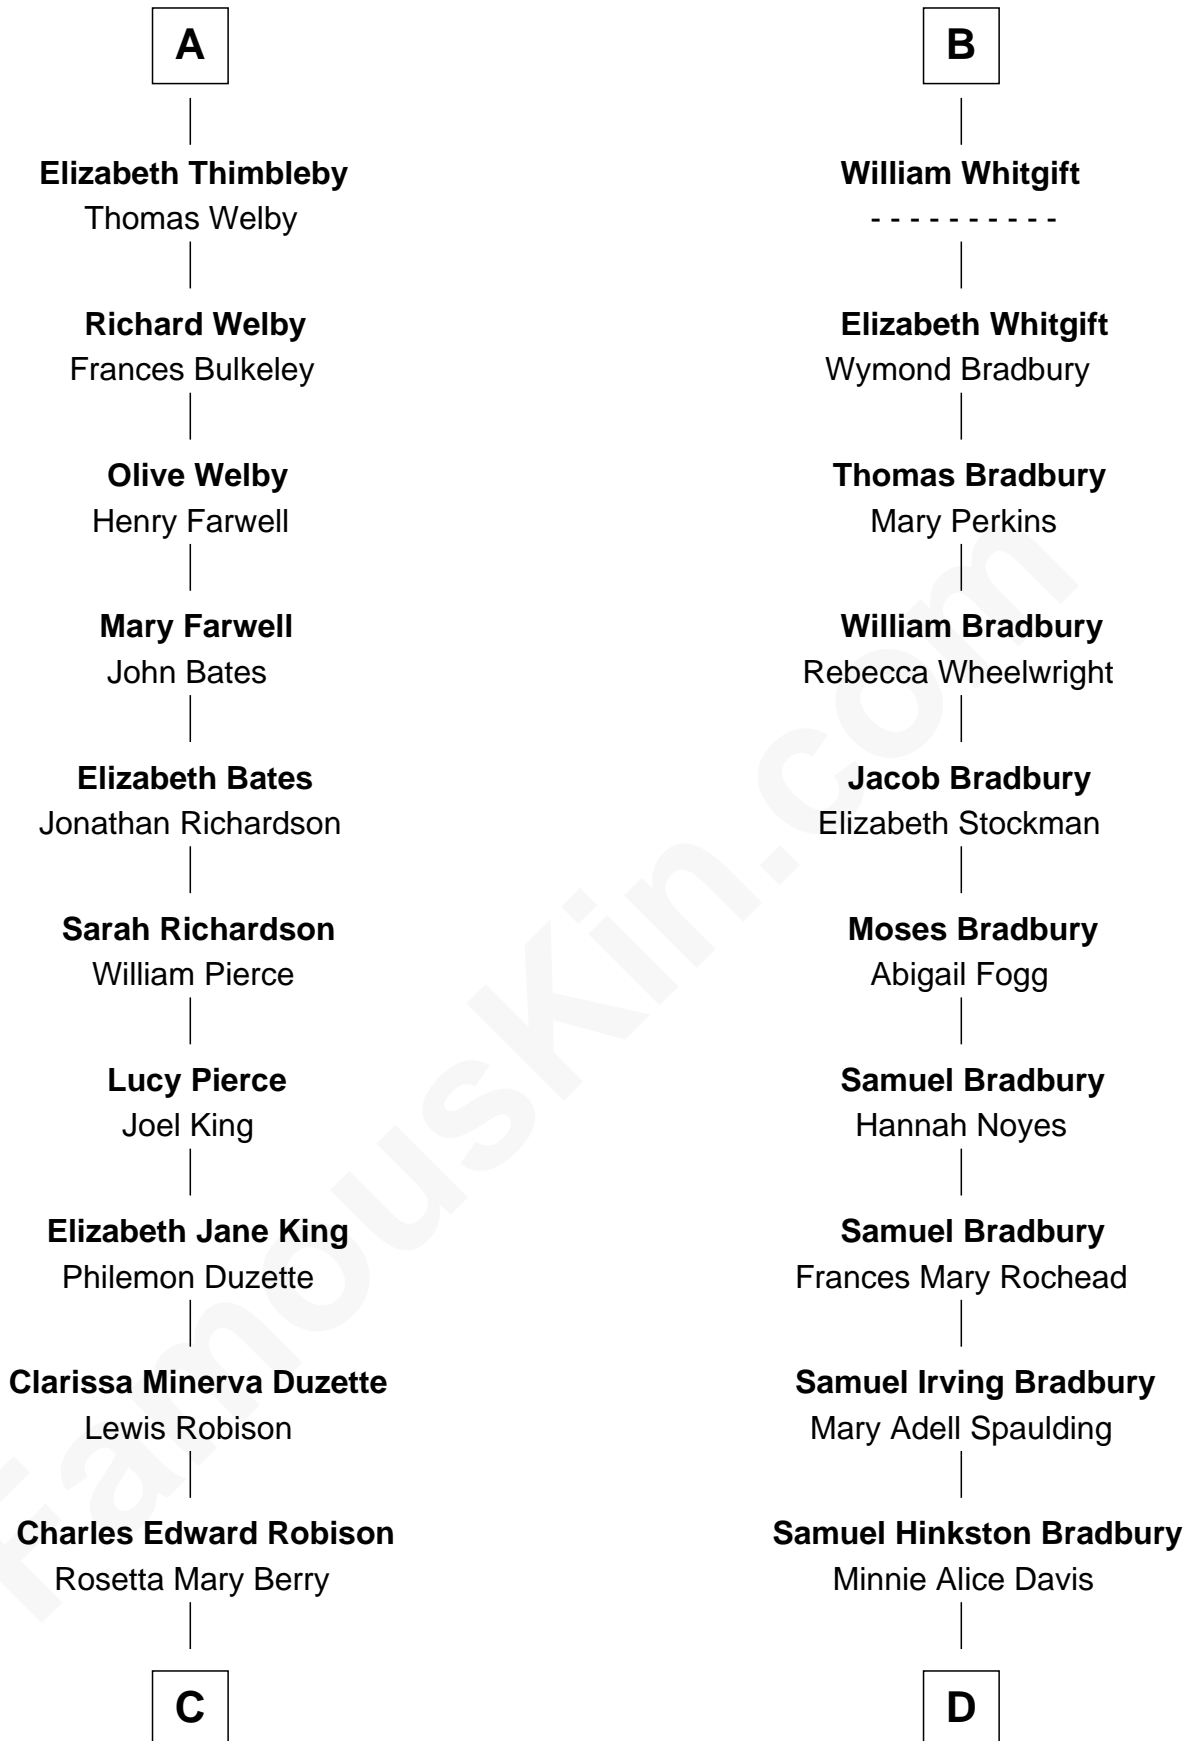 A
Elizabeth Thimbleby
Thomas Welby
Richard Welby
Frances Bulkeley
Olive Welby
Henry Farwell
Mary Farwell
John Bates
Elizabeth Bates
Jonathan Richardson
Sarah Richardson
William Pierce
Lucy Pierce
Joel King
Elizabeth Jane King
Philemon Duzette
Clarissa Minerva Duzette
Lewis Robison
Charles Edward Robison
Rosetta Mary Berry
C
B
William Whitgift
- - - - - - - - - -
Elizabeth Whitgift
Wymond Bradbury
Thomas Bradbury
Mary Perkins
William Bradbury
Rebecca Wheelwright
Jacob Bradbury
Elizabeth Stockman
Moses Bradbury
Abigail Fogg
Samuel Bradbury
Hannah Noyes
Samuel Bradbury
Frances Mary Rochead
Samuel Irving Bradbury
Mary Adell Spaulding
Samuel Hinkston Bradbury
Minnie Alice Davis
D
FamousKin.com